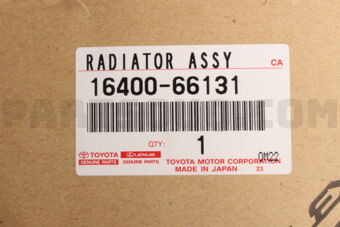 RADIATOR ASSY CA
16400-66131
QTY: 1
TOYOTA LEXUS TOYOTA MOTOR CORPORATION
GENUINE PARTS GENUINE PARTS MADE IN JAPAN 23
OM22